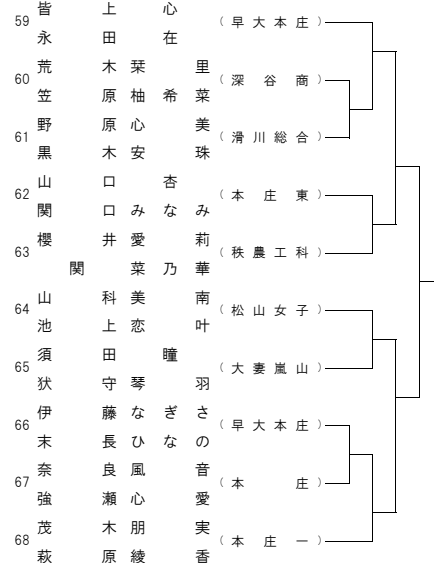 皆上心
59 (早大本庄)
永田在
荒木栞里
60 (深谷商)
笠原柚希菜
野原心美
61 (滑川総合)
黒木安珠
山口杏
62 (本庄東)
関口みなみ
櫻井愛莉
63 (秩農工科)
関菜乃華
山科美南
64 (松山女子)
池上恋叶
須田瞳
65 (大妻嵐山)
犾守琴羽
伊藤なぎさ
66 (早大本庄)
末長ひなの
奈良風音
67 (本庄)
強瀬心愛
茂木朋実
68 (本庄一)
萩原綾香